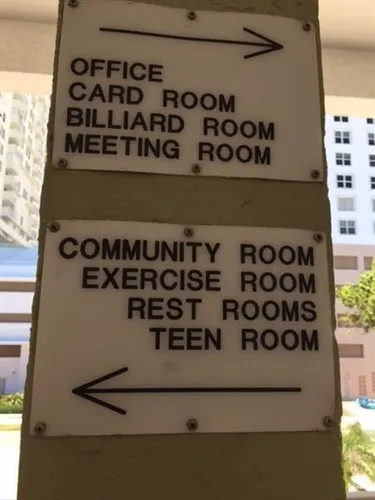 OFFICE
CARD ROOM
BILLIARD ROOM
MEETING ROOM
COMMUNITY ROOM
EXERCISE ROOM
REST ROOMS
TEEN ROOM